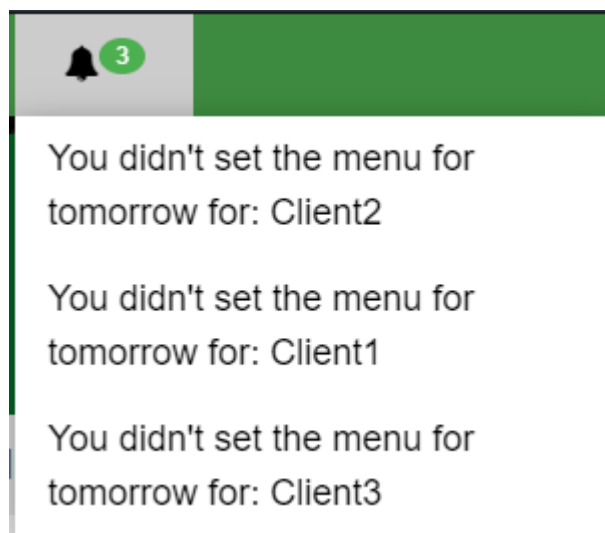 3
You didn't set the menu for
tomorrow for: Client2
You didn't set the menu for
tomorrow for: Client1
You didn't set the menu for
tomorrow for: Client3